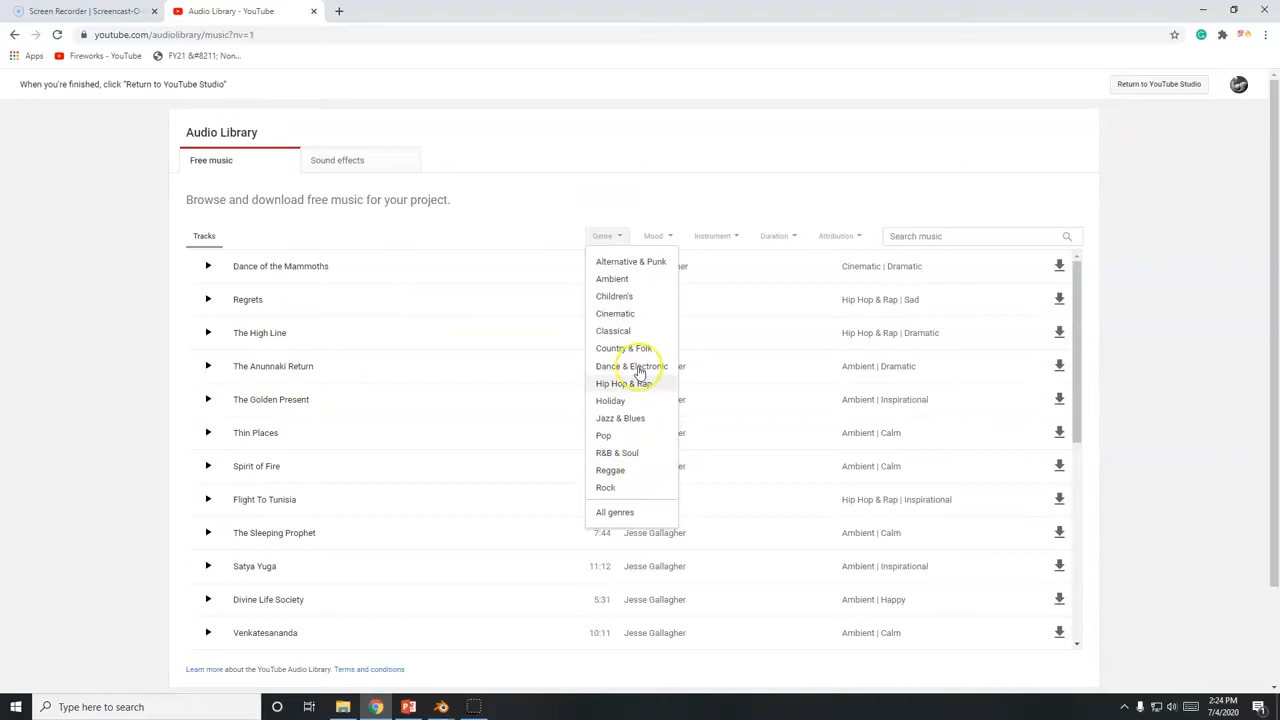 Screen Recorder | Screencast-O-
Audio Library - YouTube
youtube.com/audiolibrary/music?nv=1
Apps
Fireworks - YouTube
FY21 &#8211; Non...
When you're finished, click "Return to YouTube Studio"
Return to YouTube Studio
Audio Library
Free music
Sound effects
Browse and download free music for your project.
Tracks
Genre
Mood
Instrument
Duration
Attribution
Search music
Alternative & Punk
Ambient
Children's
Cinematic
Classical
Country & Folk
Dance & Electronic
Hip Hop & Rap
Holiday
Jazz & Blues
Pop
R&B & Soul
Reggae
Rock
All genres
Dance of the Mammoths
her
Cinematic | Dramatic
Regrets
Hip Hop & Rap | Sad
The High Line
Hip Hop & Rap | Dramatic
The Anunnaki Return
er
Ambient | Dramatic
The Golden Present
her
Ambient | Inspirational
Thin Places
her
Ambient | Calm
Spirit of Fire
her
Ambient | Calm
Flight To Tunisia
Hip Hop & Rap | Inspirational
The Sleeping Prophet
7:44
Jesse Gallagher
Ambient | Calm
Satya Yuga
11:12
Jesse Gallagher
Ambient | Inspirational
Divine Life Society
5:31
Jesse Gallagher
Ambient | Happy
Venkatesananda
10:11
Jesse Gallagher
Ambient | Calm
Learn more about the YouTube Audio Library. Terms and conditions
Type here to search
2:24 PM
7/4/2020